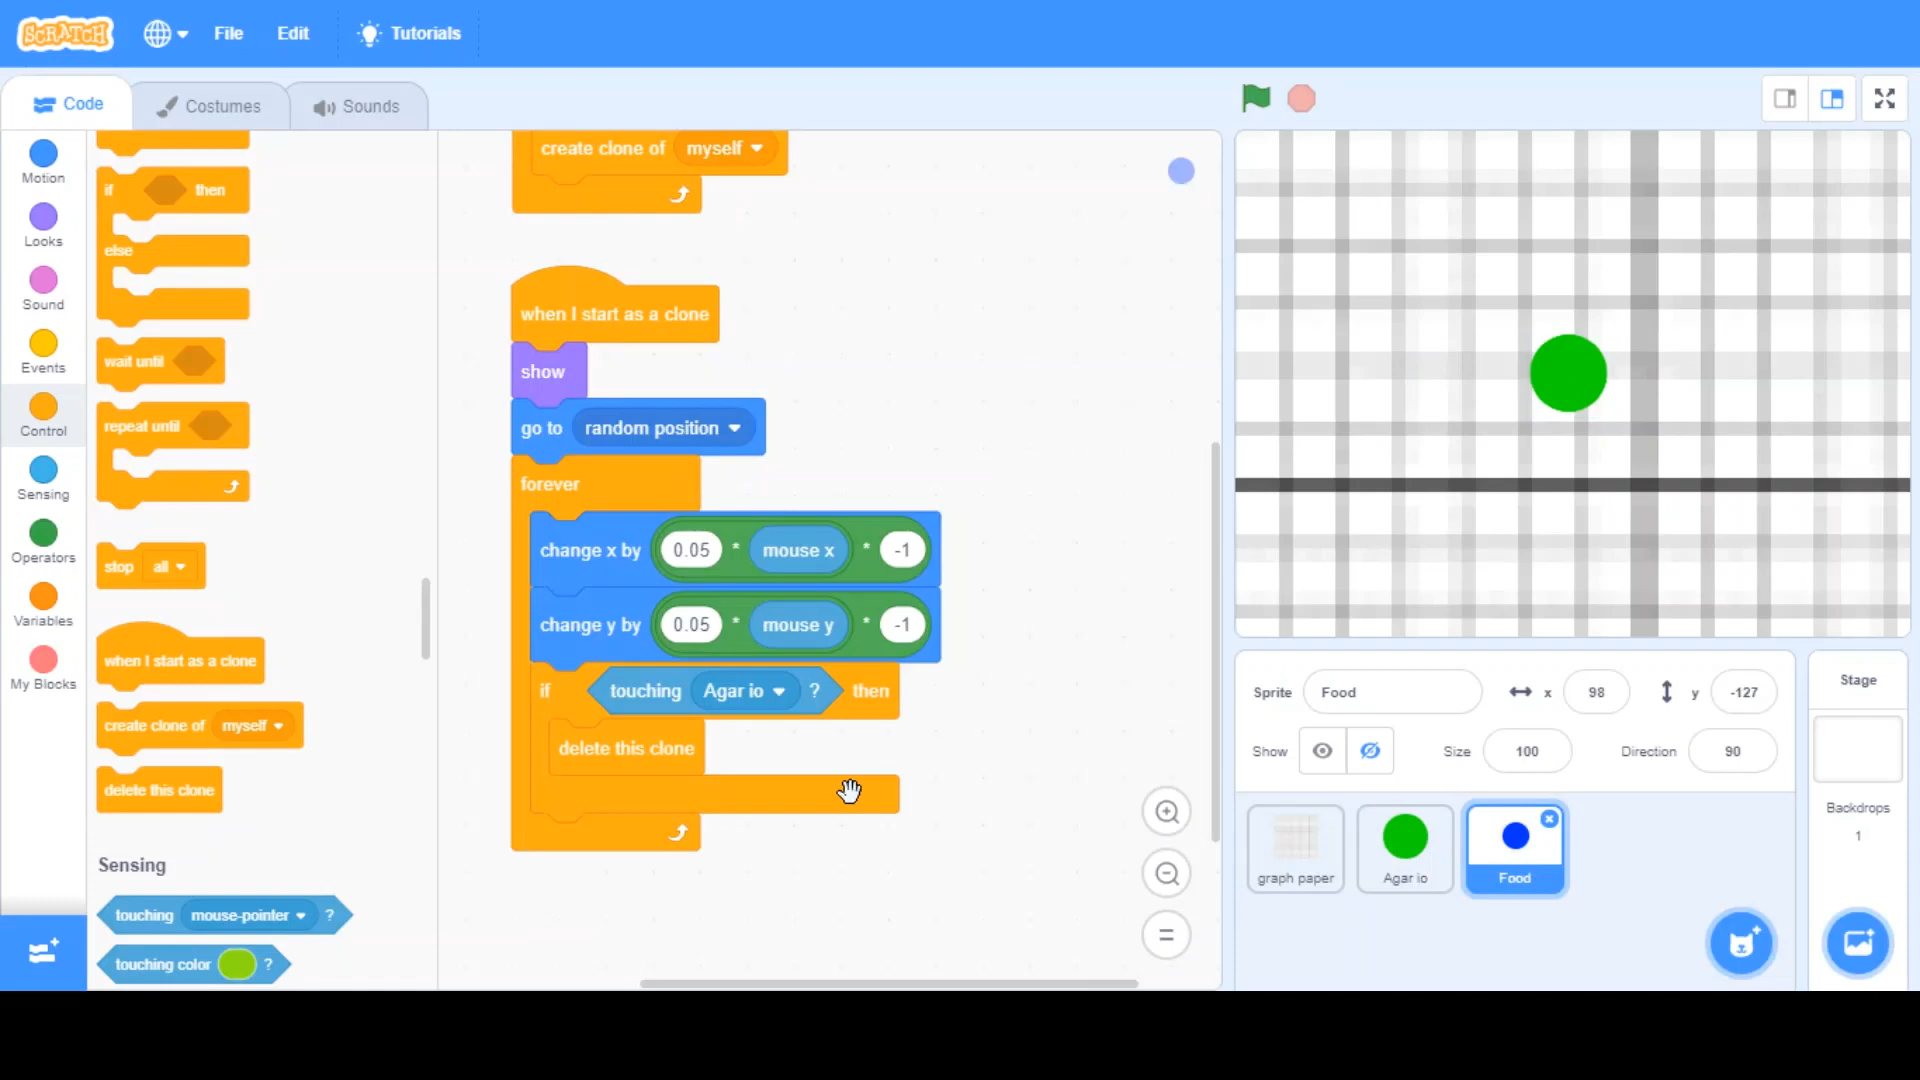 SCRATCH File Edit Tutorials
Code Costumes Sounds
Motion
Looks
Sound
Events
Control
Sensing
Operators
Variables
My Blocks
if then
else
wait until
repeat until
stop all
when I start as a clone
create clone of myself
delete this clone
Sensing
touching mouse-pointer ?
touching color ?
create clone of myself
when I start as a clone
show
go to random position
forever
change x by 0.05 * mouse x * -1
change y by 0.05 * mouse y * -1
if touching Agar io ? then
delete this clone
Sprite Food x 98 y -127
Show Size 100 Direction 90
graph paper Agar io Food
Stage
Backdrops
1